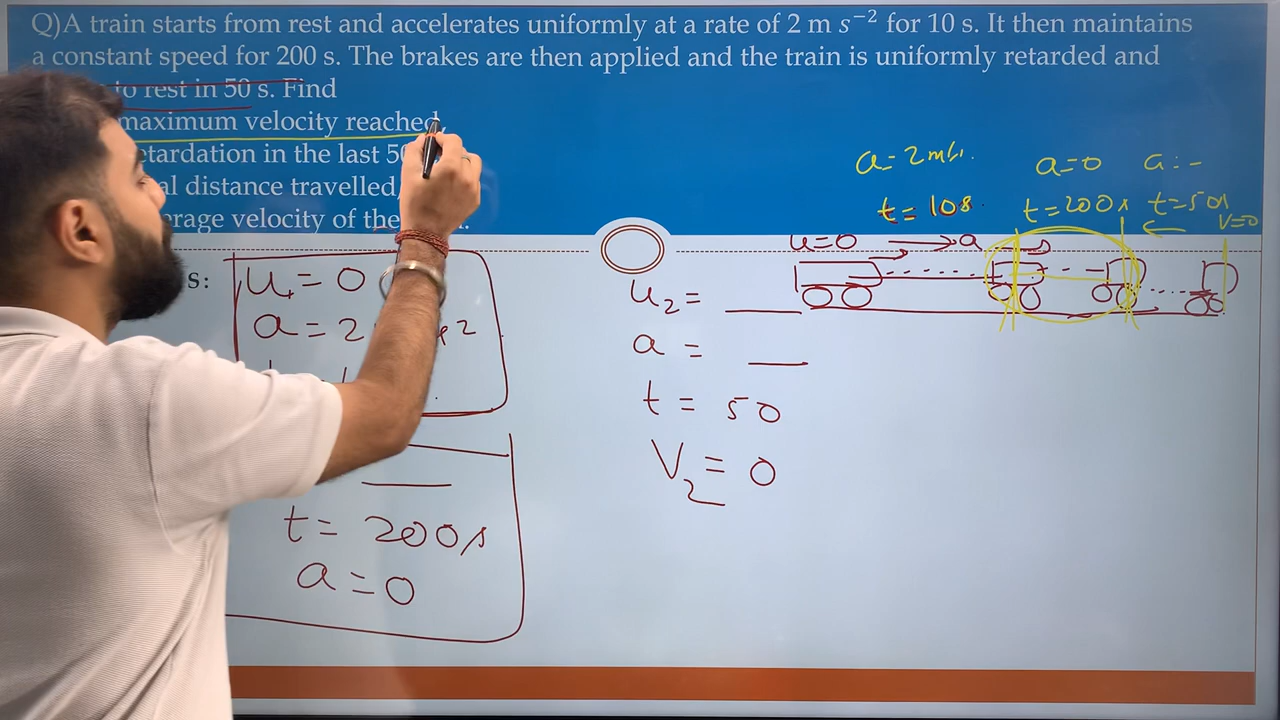 Q)A train starts from rest and accelerates uniformly at a rate of 2 m s⁻² for 10 s. It then maintains
a constant speed for 200 s. The brakes are then applied and the train is uniformly retarded and
to rest in 50 s. Find
maximum velocity reached,
etardation in the last 50
al distance travelled,
erage velocity of the
a=2m/s. a=0 a:-
t=10s t=200s t=50s
u=0 →a v=0
s: u₁=0
a=2
t
u₂= __
a = __
t = 50
V₂=0
t= 200s
a=0